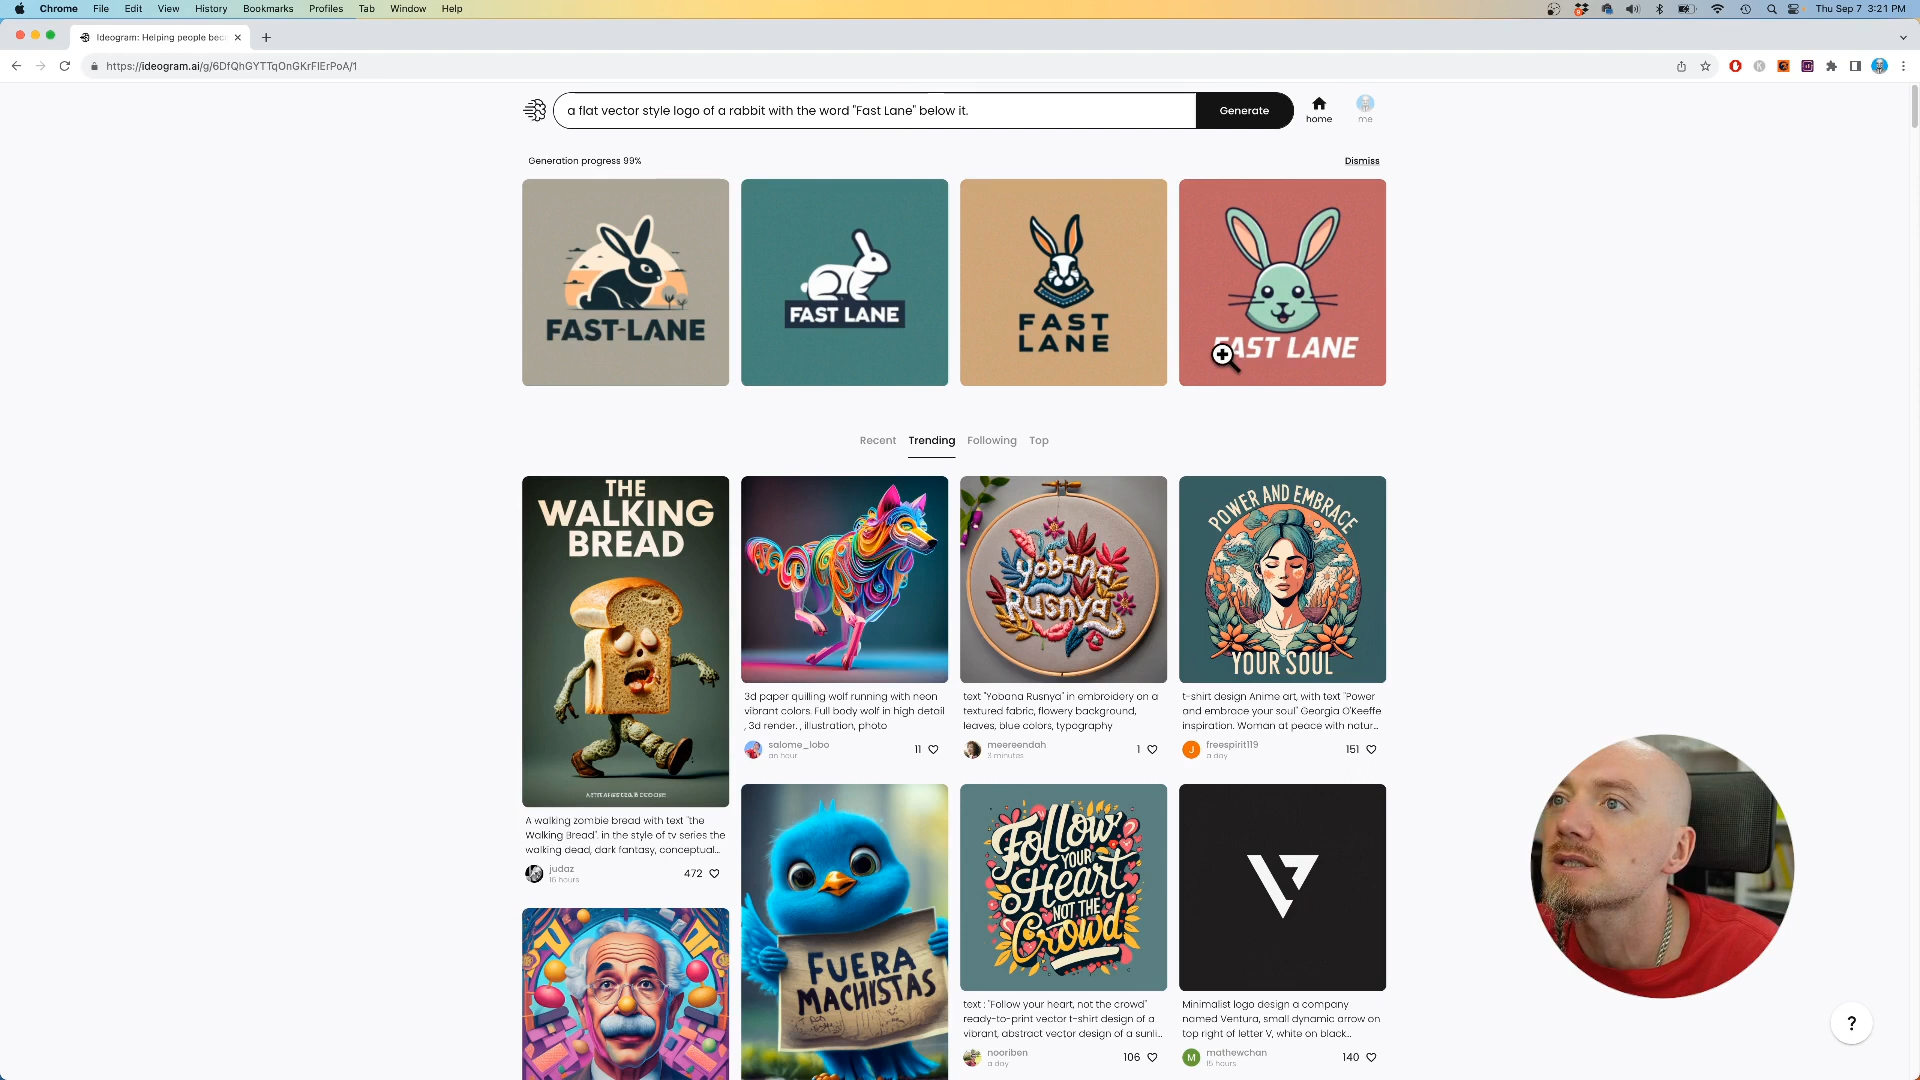 Chrome File Edit View History Bookmarks Profiles Tab Window Help
Thu Sep 7 3:21 PM
Ideogram: Helping people bec
https://ideogram.ai/g/6DfQhGYTTqOnGKrFlErPoA/1
a flat vector style logo of a rabbit with the word "Fast Lane" below it.
Generate
home
me
Generation progress 99%
Dismiss
FAST-LANE
FAST LANE
FAST
LANE
FAST LANE
Recent Trending Following Top
THE
WALKING
BREAD
yobana
Rusnya
POWER AND EMBRACE
YOUR SOUL
3d paper quilling wolf running with neon
vibrant colors. Full body wolf in high detail
, 3d render. , illustration, photo
salome_lobo
an hour
11
text "Yobana Rusnya" in embroidery on a
textured fabric, flowery background,
leaves, blue colors, typography
meereendah
3 minutes
1
t-shirt design Anime art, with text "Power
and embrace your soul" Georgia O'Keeffe
inspiration. Woman at peace with natur...
J
freespirit119
a day
151
A walking zombie bread with text "the
Walking Bread". in the style of tv series the
walking dead, dark fantasy, conceptual...
judaz
16 hours
472
FUERA
MACHISTAS
Follow
YOUR
Heart
NOT THE
Crowd
V
text : "Follow your heart, not the crowd"
ready-to-print vector t-shirt design of a
vibrant, abstract vector design of a sunli...
nooriben
a day
106
Minimalist logo design a company
named Ventura, small dynamic arrow on
top right of letter V, white on black...
M
mathewchan
15 hours
140
?